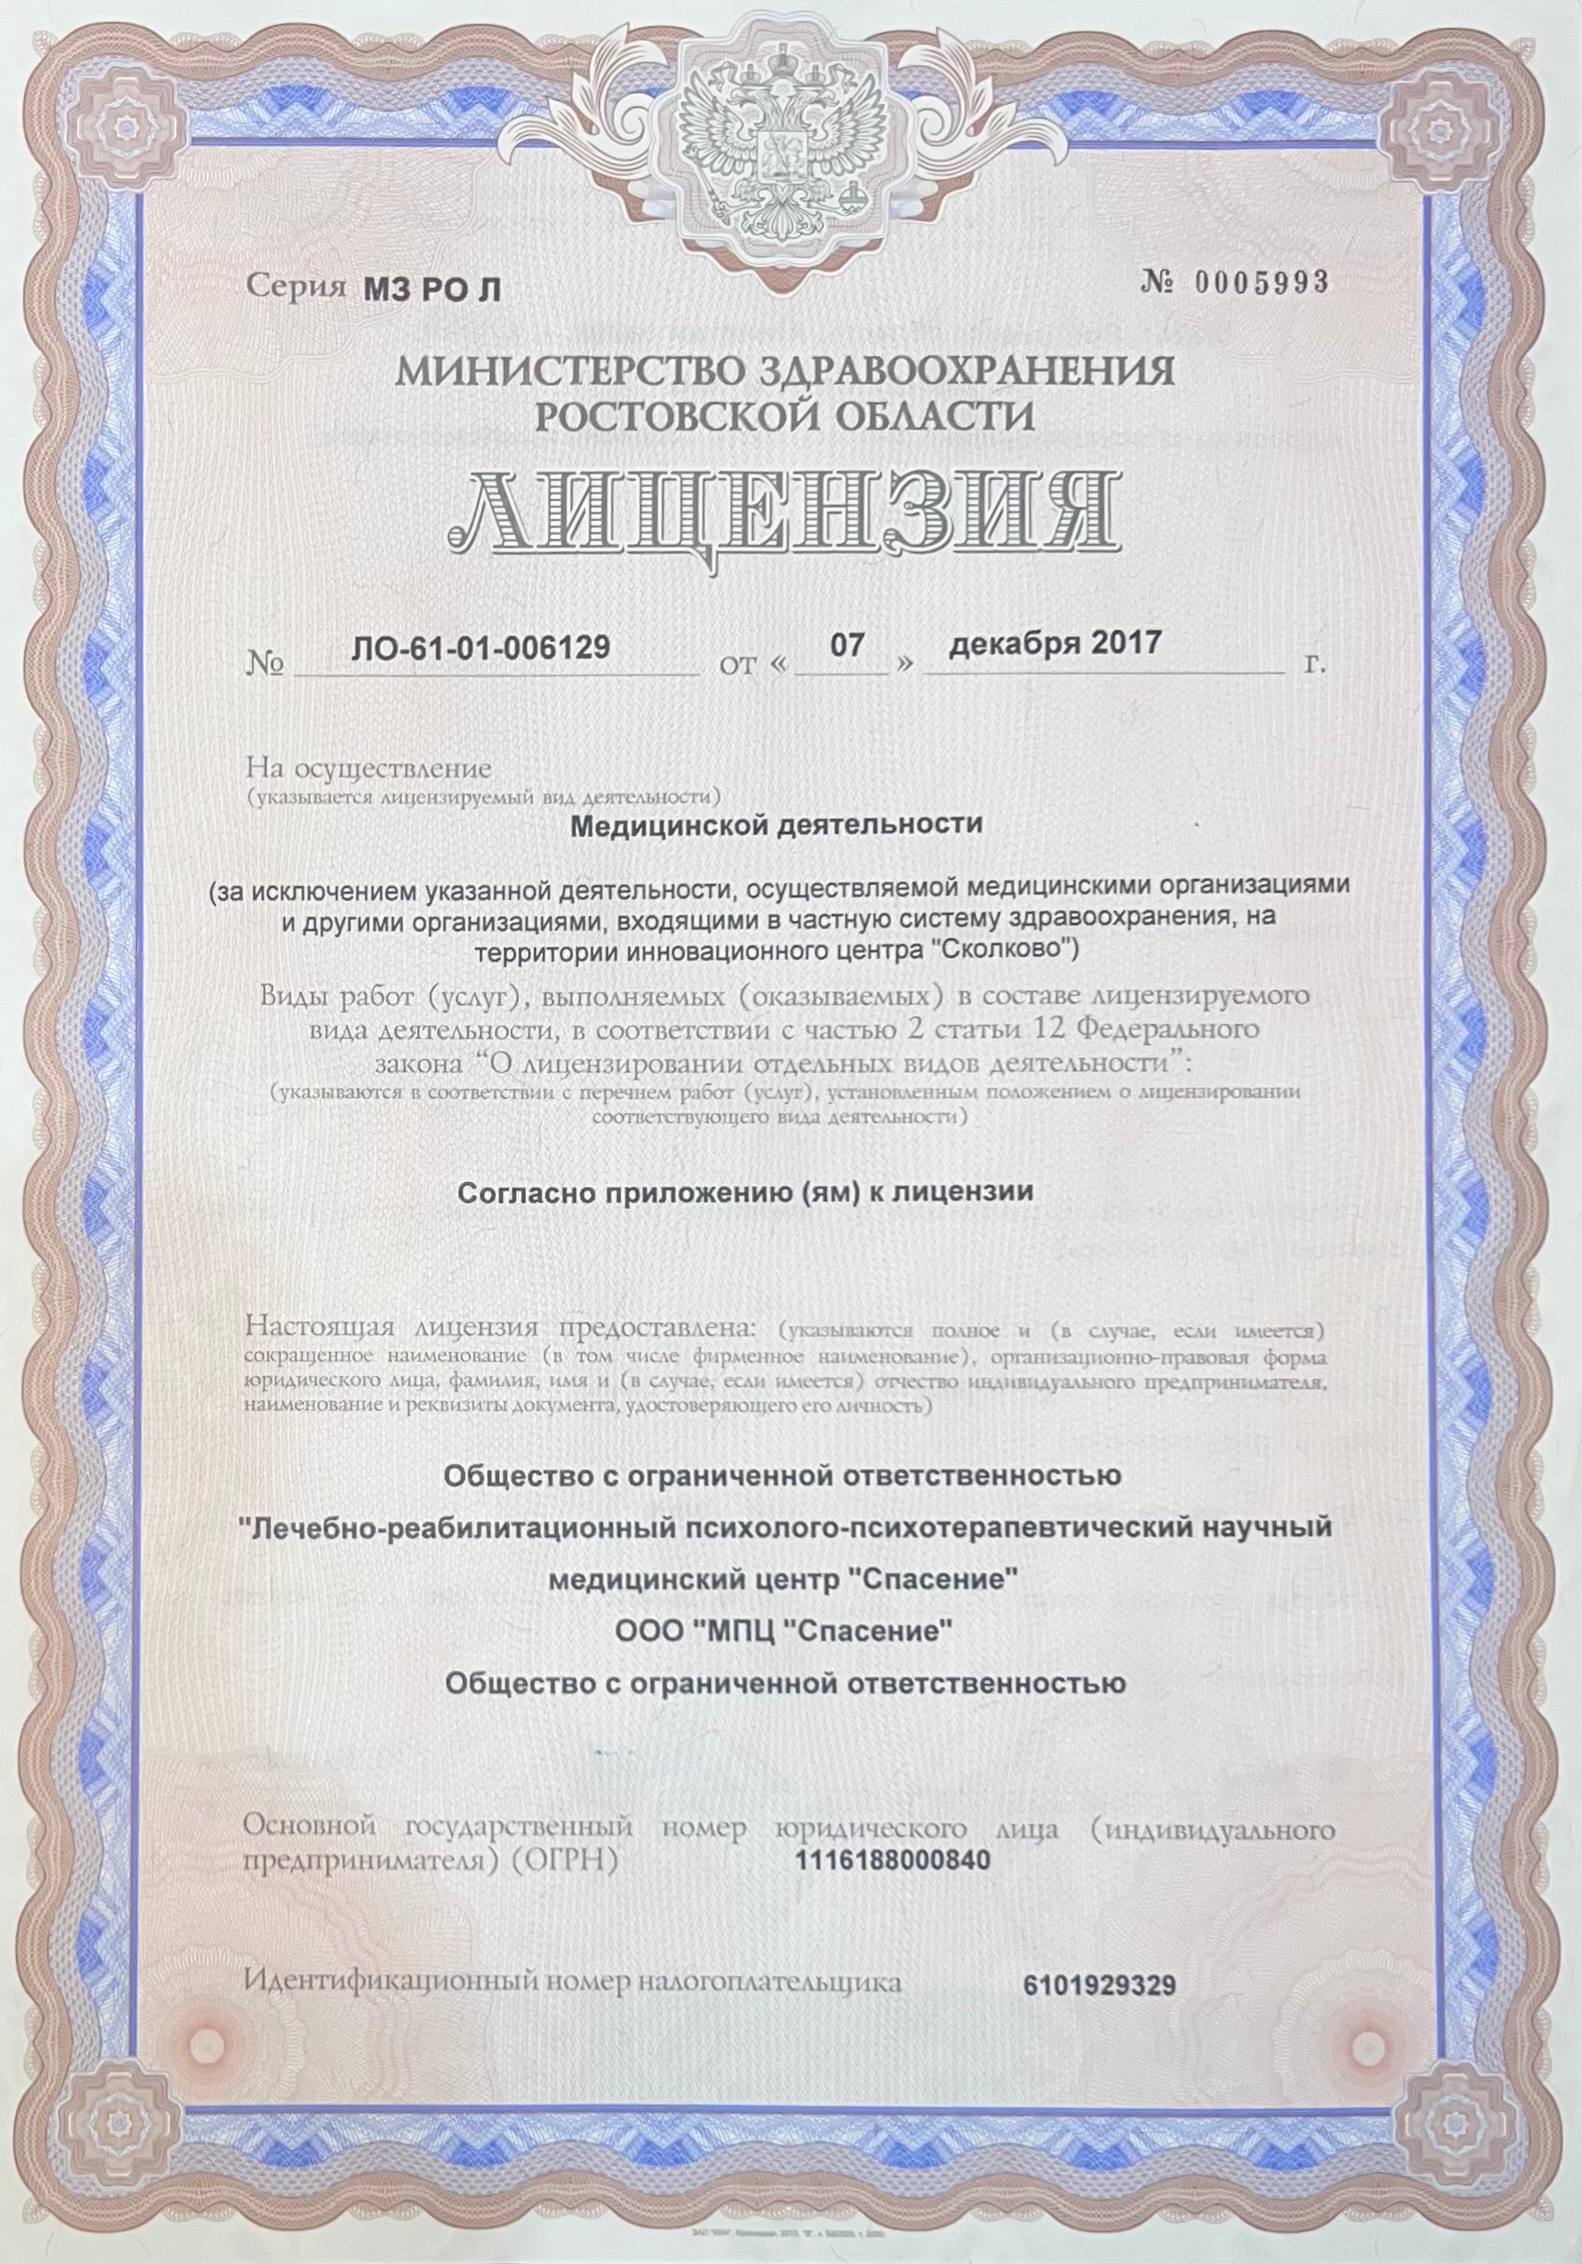 Серия МЗ РО Л
№ 0005993
МИНИСТЕРСТВО ЗДРАВООХРАНЕНИЯ
РОСТОВСКОЙ ОБЛАСТИ
ЛИЦЕНЗИЯ
№ ЛО-61-01-006129 от « 07 » декабря 2017 г.
На осуществление
(указывается лицензируемый вид деятельности)
Медицинской деятельности
(за исключением указанной деятельности, осуществляемой медицинскими организациями
и другими организациями, входящими в частную систему здравоохранения, на
территории инновационного центра "Сколково")
Виды работ (услуг), выполняемых (оказываемых) в составе лицензируемого
вида деятельности, в соответствии с частью 2 статьи 12 Федерального
закона “О лицензировании отдельных видов деятельности”:
(указываются в соответствии с перечнем работ (услуг), установленным положением о лицензировании
соответствующего вида деятельности)
Согласно приложению (ям) к лицензии
Настоящая лицензия предоставлена: (указываются полное и (в случае, если имеется)
сокращенное наименование (в том числе фирменное наименование), организационно-правовая форма
юридического лица, фамилия, имя и (в случае, если имеется) отчество индивидуального предпринимателя,
наименование и реквизиты документа, удостоверяющего его личность)
Общество с ограниченной ответственностью
"Лечебно-реабилитационный психолого-психотерапевтический научный
медицинский центр "Спасение"
ООО "МПЦ "Спасение"
Общество с ограниченной ответственностью
Основной государственный номер юридического лица (индивидуального
предпринимателя) (ОГРН) 1116188000840
Идентификационный номер налогоплательщика 6101929329